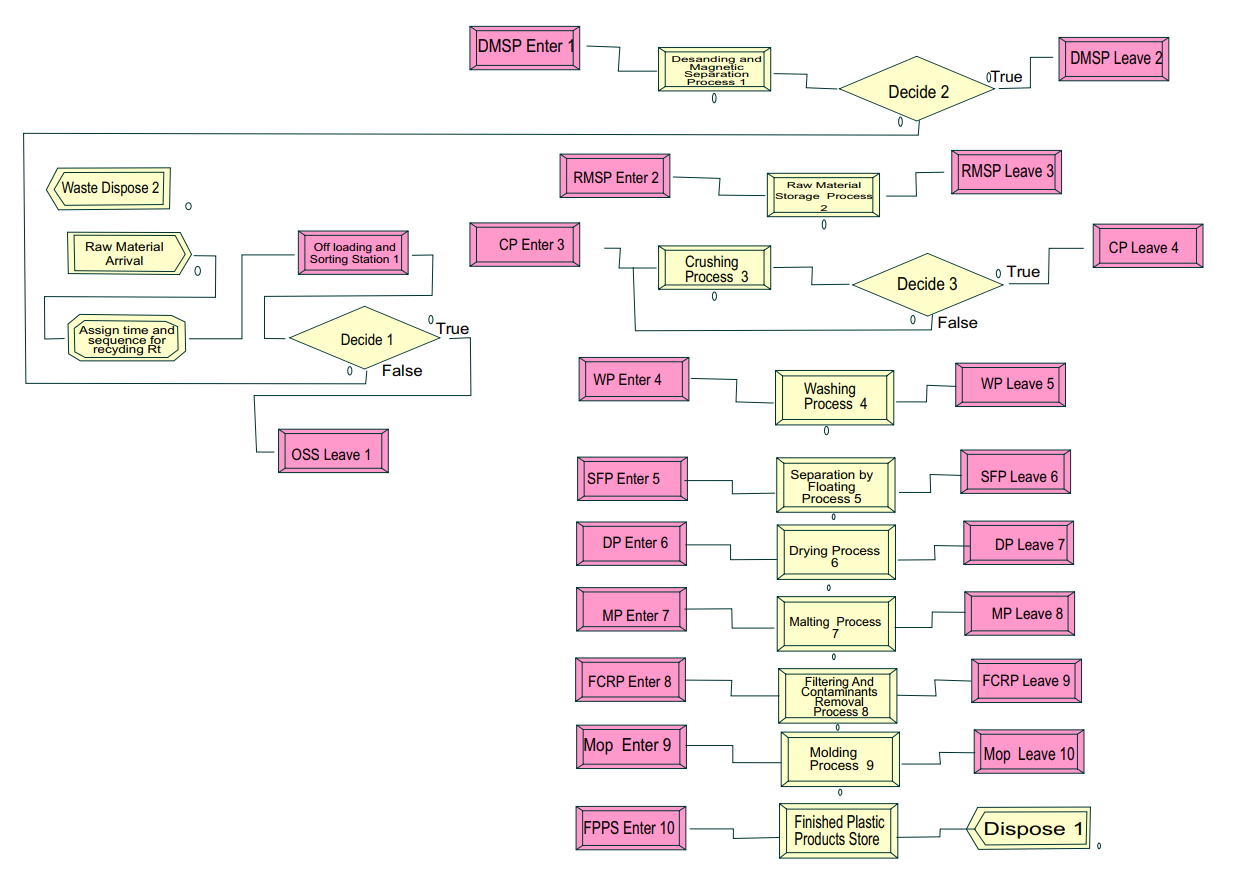 DMSP Enter 1
Desanding and
Magnetic
Separation
Process 1
0
Decide 2
0
True
0
DMSP Leave 2
RMSP Enter 2
Raw Material
Storage Process
2
0
RMSP Leave 3
Waste Dispose 2
0
Raw Material
Arrival
0
Off loading and
Sorting Station 1
CP Enter 3
Crushing
Process 3
0
Decide 3
0
True
0
False
CP Leave 4
Assign time and
sequence for
recyding Rt
Decide 1
0
True
0
False
OSS Leave 1
WP Enter 4
Washing
Process 4
0
WP Leave 5
SFP Enter 5
Separation by
Floating
Process 5
0
SFP Leave 6
DP Enter 6
Drying Process
6
0
DP Leave 7
MP Enter 7
Malting Process
7
0
MP Leave 8
FCRP Enter 8
Filtering And
Contaminants
Removal
Process 8
0
FCRP Leave 9
Mop Enter 9
Molding
Process 9
0
Mop Leave 10
FPPS Enter 10
Finished Plastic
Products Store
Dispose 1
0